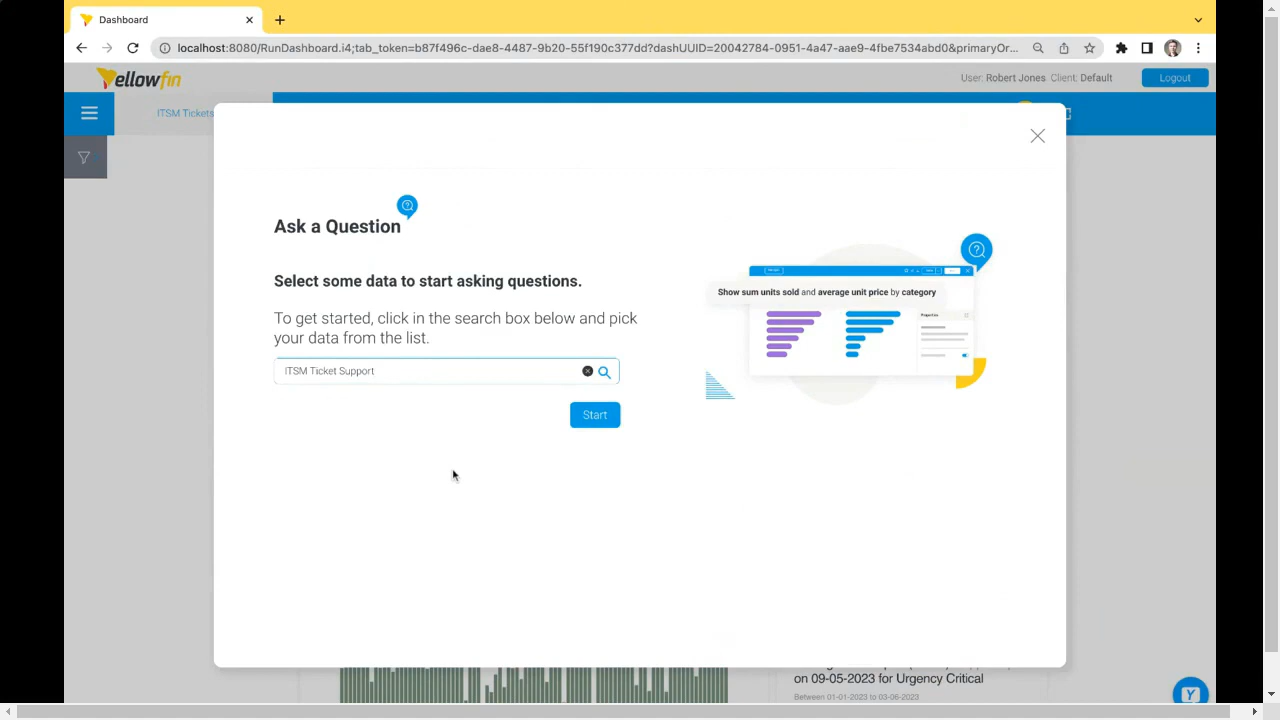 Dashboard
localhost:8080/RunDashboard.i4;tab_token=b87f496c-dae8-4487-9b20-55f190c377dd?dashUUID=20042784-0951-4a47-aae9-4fbe7534abd0&primaryOr...
Yellowfin
User: Robert Jones Client: Default
Logout
ITSM Tickets
Ask a Question
Select some data to start asking questions.
To get started, click in the search box below and pick
your data from the list.
ITSM Ticket Support
Start
Show sum units sold and average unit price by category
Properties
on 09-05-2023 for Urgency Critical
Between 01-01-2023 to 03-06-2023